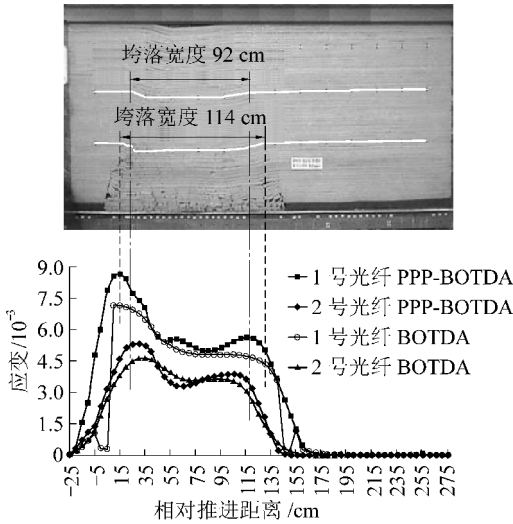 垮落宽度 92 cm
垮落宽度 114 cm
9.0
7.5
6.0
4.5
3.0
1.5
0
应变/10⁻³
1 号光纤 PPP-BOTDA
2 号光纤 PPP-BOTDA
1 号光纤 BOTDA
2 号光纤 BOTDA
-25 -5 15 35 55 75 95 115 135 155 175 195 215 235 255 275
相对推进距离 /cm